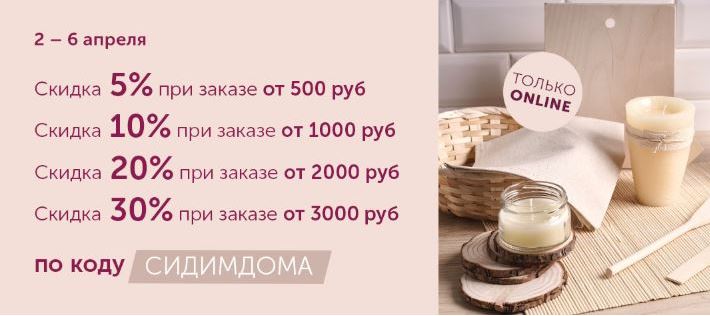 2 – 6 апреля
Скидка 5% при заказе от 500 руб
Скидка 10% при заказе от 1000 руб
Скидка 20% при заказе от 2000 руб
Скидка 30% при заказе от 3000 руб
по коду СИДИМДОМА
ТОЛЬКО
ONLINE